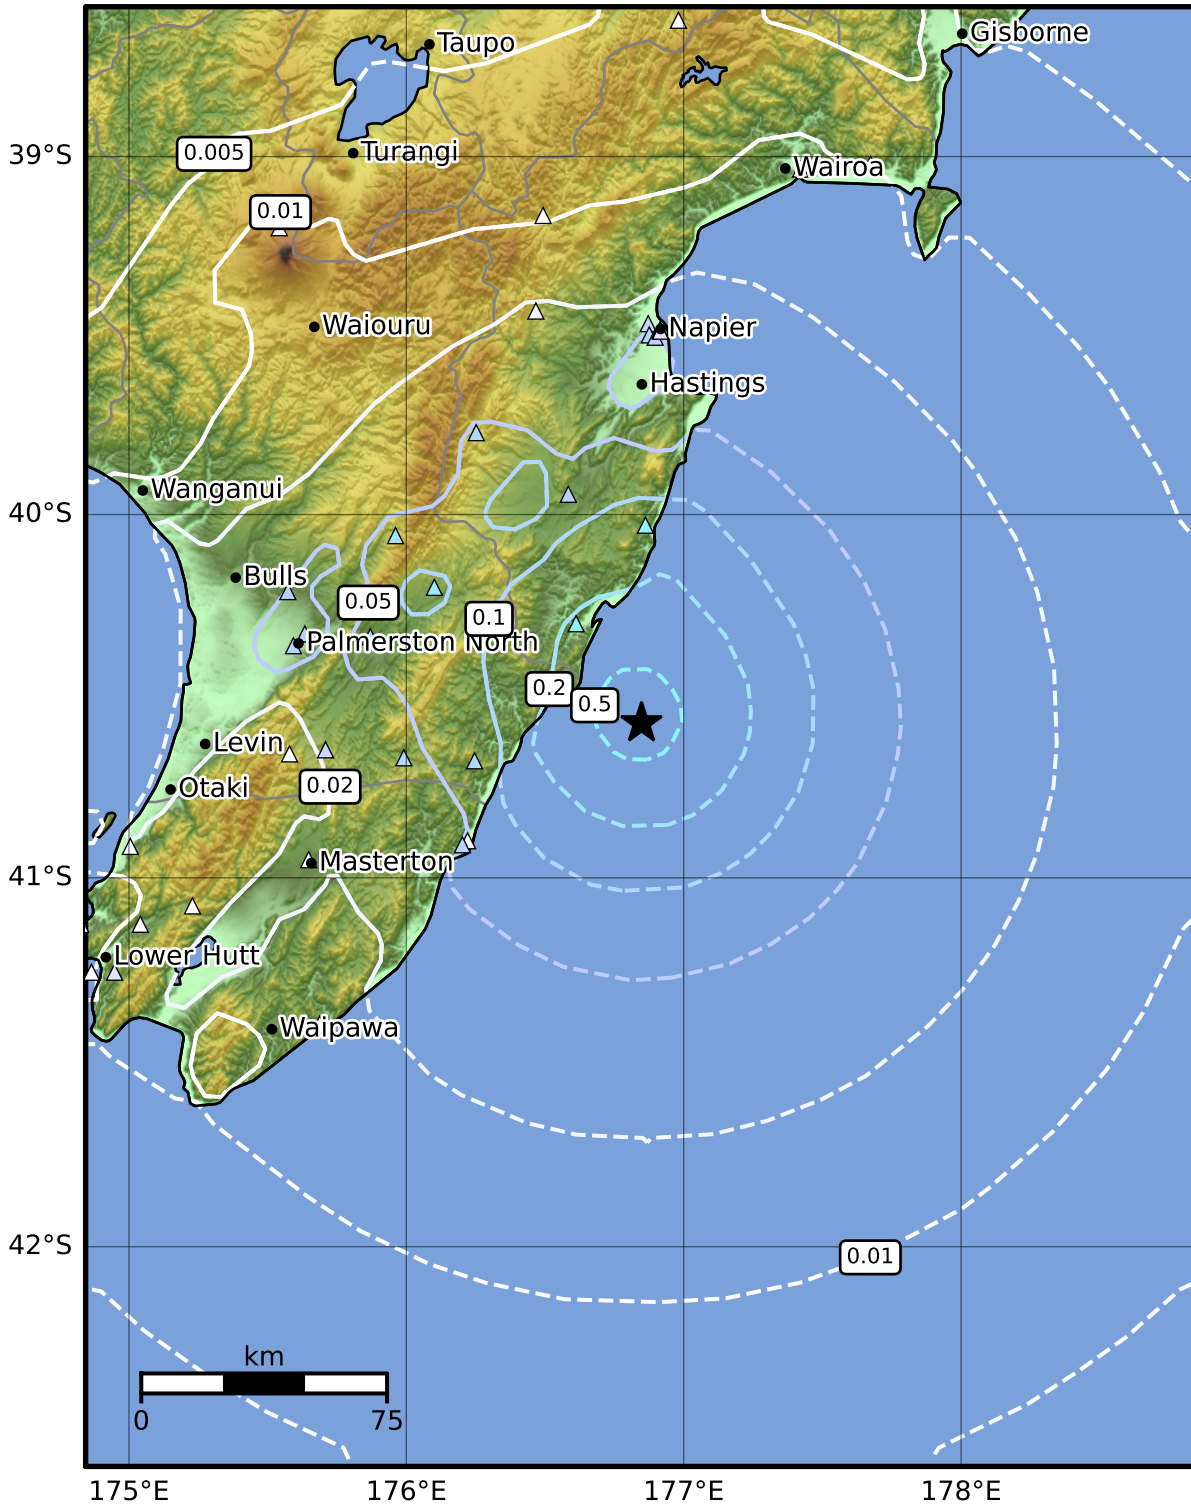 Gisborne
Taupo
39°S
0.005
Turangi
Wairoa
0.01
Waiouru
Napier
Hastings
Wanganui
40°S
Bulls
0.05
0.1
Palmerston North
0.2
0.5
Levin
Otaki
0.02
Masterton
41°S
Lower Hutt
Waipawa
42°S
0.01
km
0
75
175°E
176°E
177°E
178°E